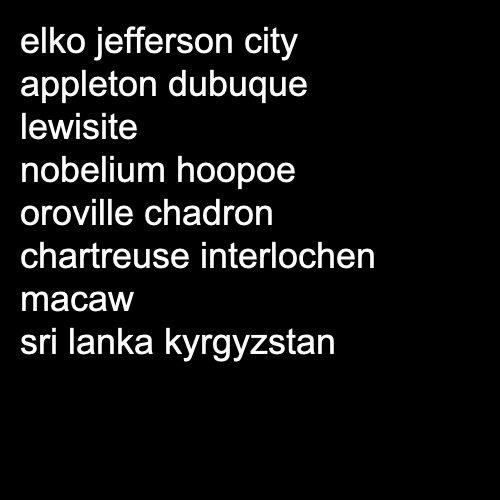 elko jefferson city
appleton dubuque
lewisite
nobelium hoopoe
oroville chadron
chartreuse interlochen
macaw
sri lanka kyrgyzstan